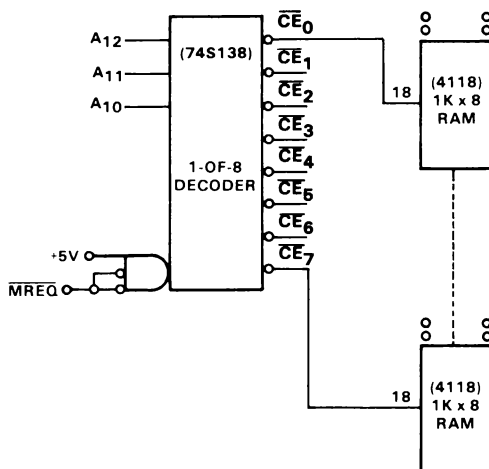 A12
A11
A10
(74S138)
1-OF-8
DECODER
+5V
MREQ
CE0
CE1
CE2
CE3
CE4
CE5
CE6
CE7
18
(4118)
1K x 8
RAM
18
(4118)
1K x 8
RAM